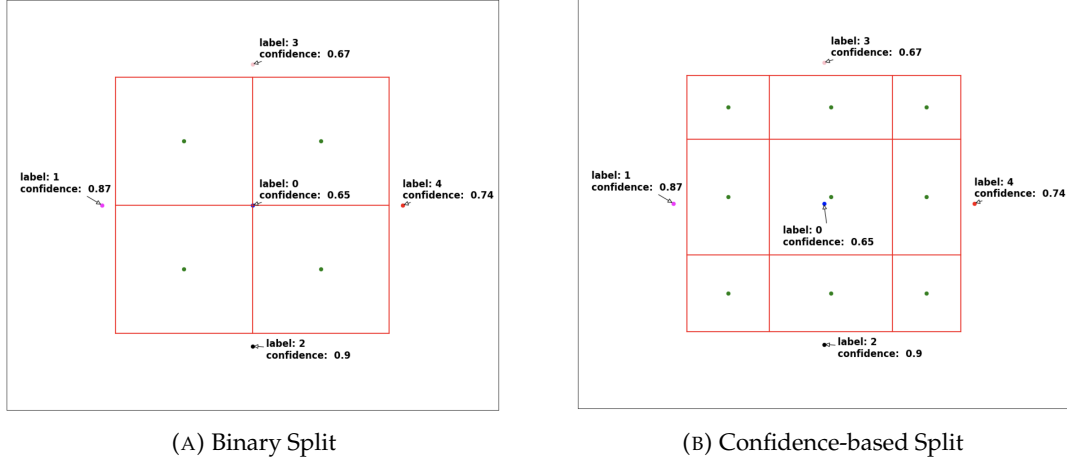 label: 3
confidence: 0.67
label: 1
confidence: 0.87
label: 0
confidence: 0.65
label: 4
confidence: 0.74
label: 2
confidence: 0.9
(A) Binary Split
label: 3
confidence: 0.67
label: 1
confidence: 0.87
label: 4
confidence: 0.74
label: 0
confidence: 0.65
label: 2
confidence: 0.9
(B) Confidence-based Split